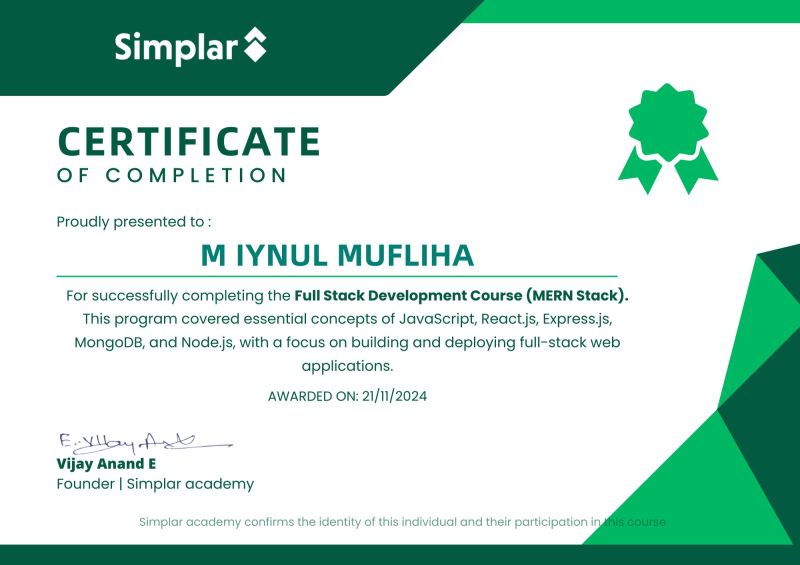 Simplar
CERTIFICATE
OF COMPLETION
Proudly presented to :
M IYNUL MUFLIHA
For successfully completing the Full Stack Development Course (MERN Stack).
This program covered essential concepts of JavaScript, React.js, Express.js,
MongoDB, and Node.js, with a focus on building and deploying full-stack web
applications.
AWARDED ON: 21/11/2024
E. Vijay Anand
Vijay Anand E
Founder | Simplar academy
Simplar academy confirms the identity of this individual and their participation in this course